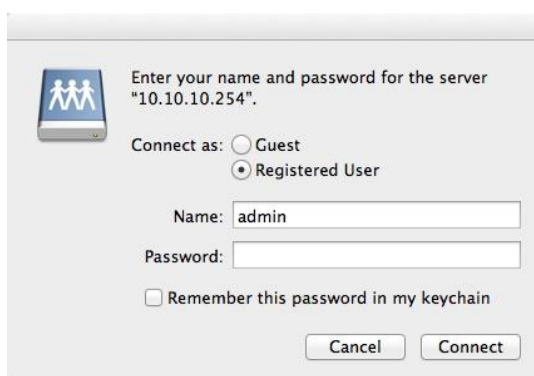 Enter your name and password for the server
“10.10.10.254”.
Connect as: Guest
Registered User
Name: admin
Password:
Remember this password in my keychain
Cancel Connect